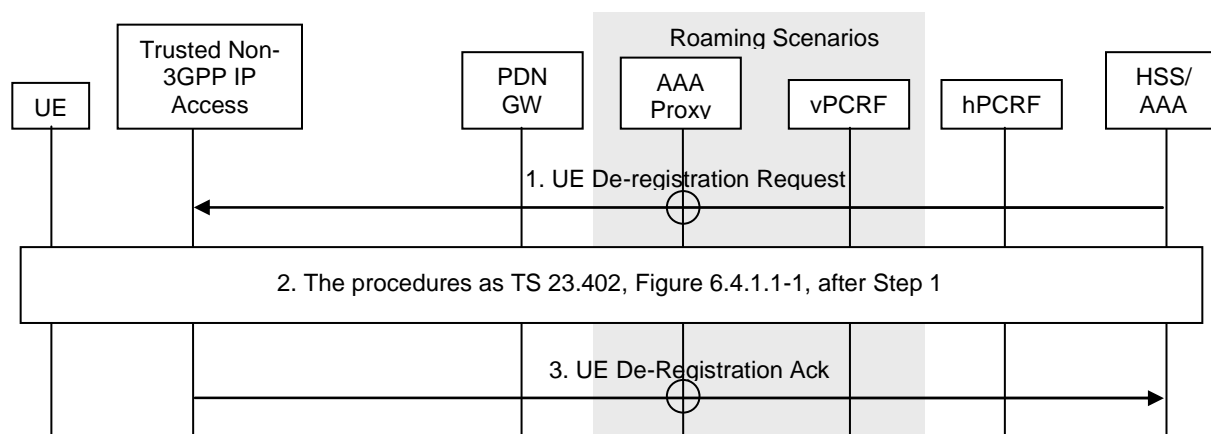 Roaming Scenarios
UE
Trusted Non-
3GPP IP
Access
PDN
GW
AAA
Proxy
vPCRF
hPCRF
HSS/
AAA
1. UE De-registration Request
2. The procedures as TS 23.402, Figure 6.4.1.1-1, after Step 1
3. UE De-Registration Ack